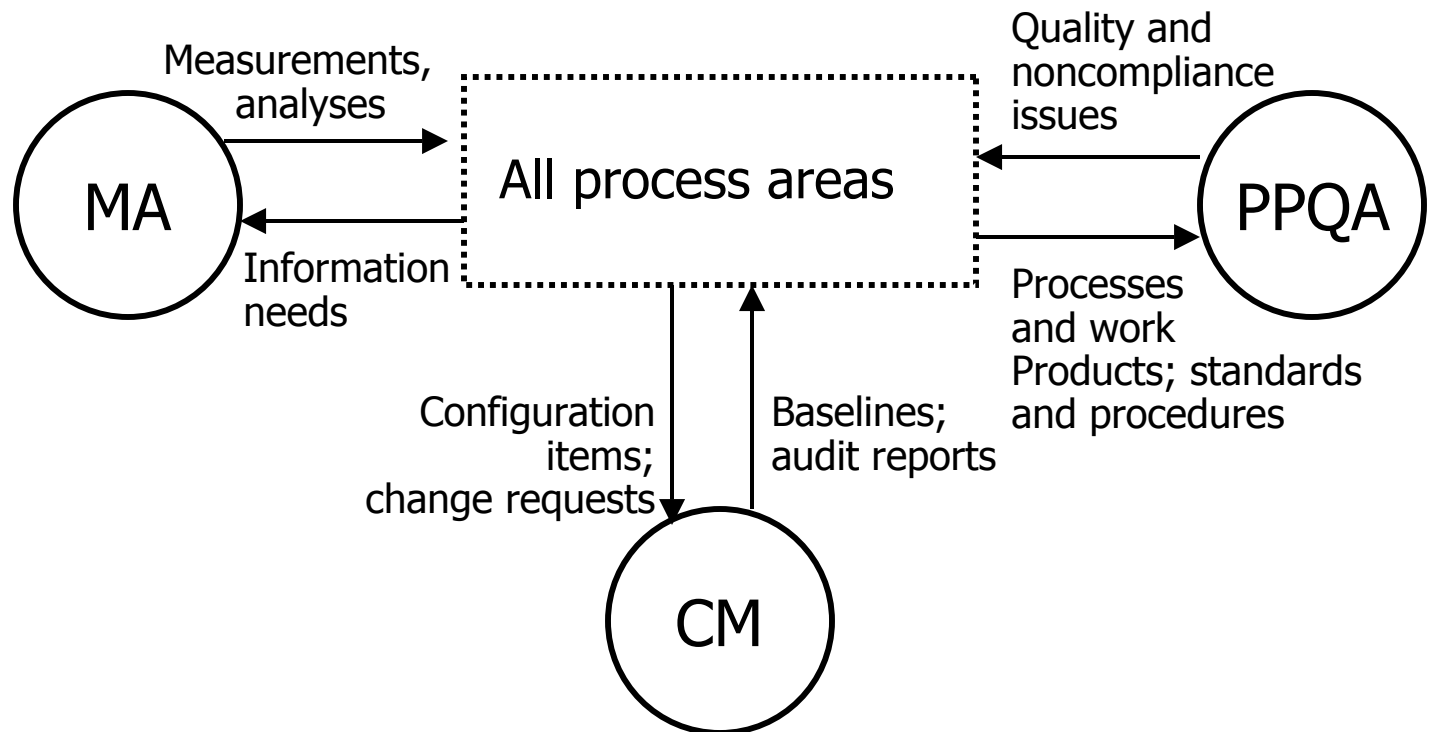 Measurements,
analyses
MA
Information
needs
All process areas
Quality and
noncompliance
issues
PPQA
Processes
and work
Products; standards
and procedures
Configuration
items;
change requests
Baselines;
audit reports
CM